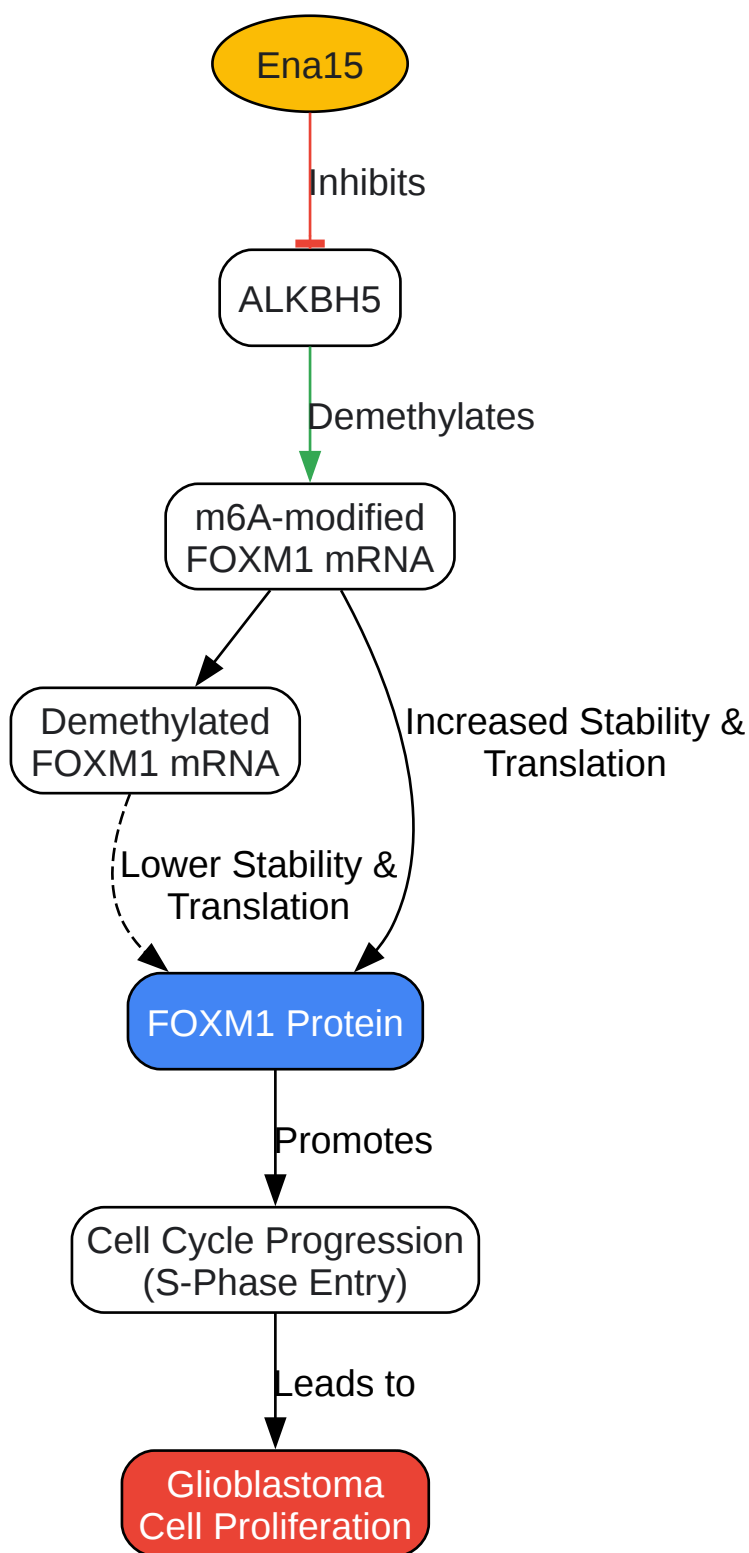 Ena15
Inhibits
ALKBH5
Demethylates
m6A-modified
FOXM1 mRNA
Demethylated
FOXM1 mRNA
Increased Stability &
Translation
Lower Stability &
Translation
FOXM1 Protein
Promotes
Cell Cycle Progression
(S-Phase Entry)
Leads to
Glioblastoma
Cell Proliferation